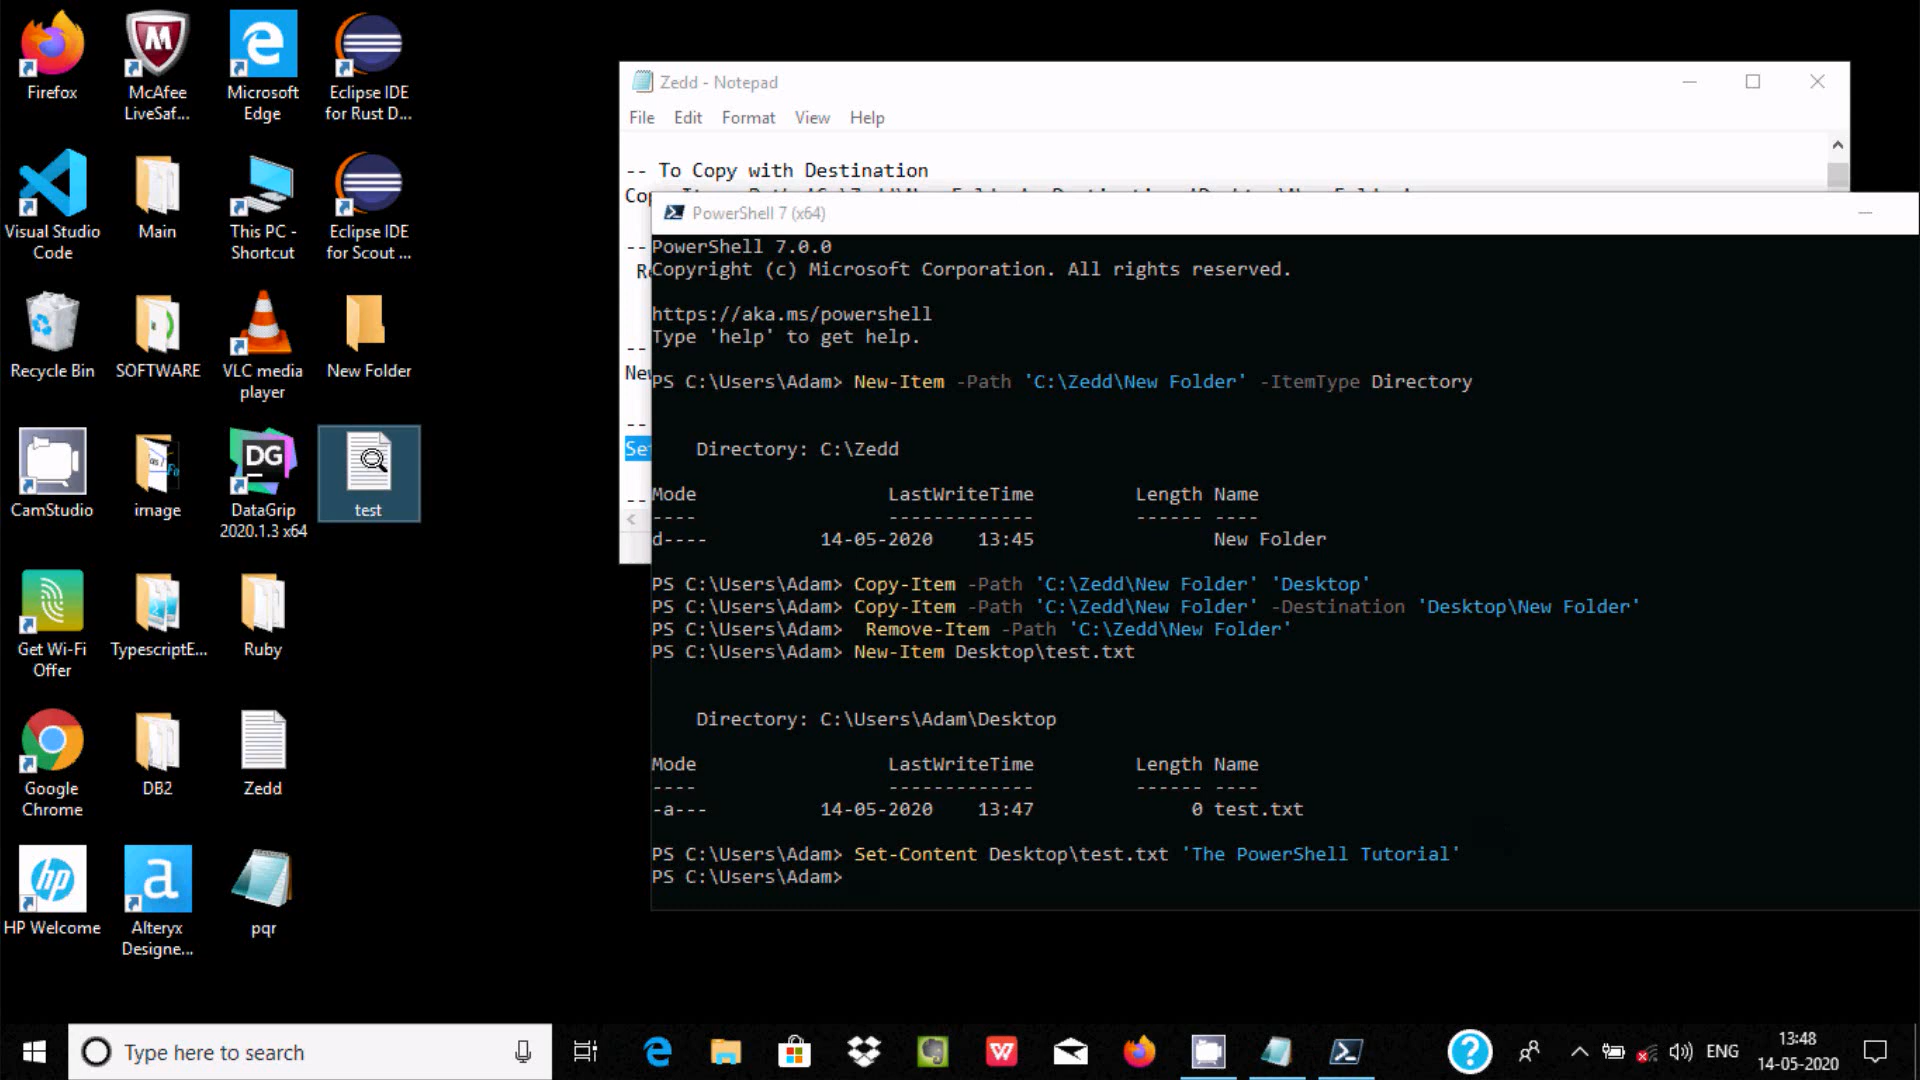 Firefox
McAfee
LiveSaf...
Microsoft
Edge
Eclipse IDE
for Rust D...
Visual Studio
Code
Main
This PC -
Shortcut
Eclipse IDE
for Scout ...
Recycle Bin
SOFTWARE
VLC media
player
New Folder
CamStudio
image
DG
DataGrip
2020.1.3 x64
test
Get Wi-Fi
Offer
TypescriptE...
Ruby
Google
Chrome
DB2
Zedd
hp
HP Welcome
a
Alteryx
Designe...
pqr
Zedd - Notepad
File Edit Format View Help
-- To Copy with Destination
PowerShell 7 (x64)
PowerShell 7.0.0
Copyright (c) Microsoft Corporation. All rights reserved.
https://aka.ms/powershell
Type 'help' to get help.
PS C:\Users\Adam> New-Item -Path 'C:\Zedd\New Folder' -ItemType Directory
Directory: C:\Zedd
Mode LastWriteTime Length Name
---- ------------- ------ ----
d---- 14-05-2020 13:45 New Folder
PS C:\Users\Adam> Copy-Item -Path 'C:\Zedd\New Folder' 'Desktop'
PS C:\Users\Adam> Copy-Item -Path 'C:\Zedd\New Folder' -Destination 'Desktop\New Folder'
PS C:\Users\Adam>  Remove-Item -Path 'C:\Zedd\New Folder'
PS C:\Users\Adam> New-Item Desktop\test.txt
Directory: C:\Users\Adam\Desktop
Mode LastWriteTime Length Name
---- ------------- ------ ----
-a--- 14-05-2020 13:47 0 test.txt
PS C:\Users\Adam> Set-Content Desktop\test.txt 'The PowerShell Tutorial'
PS C:\Users\Adam>
Type here to search
ENG
13:48
14-05-2020